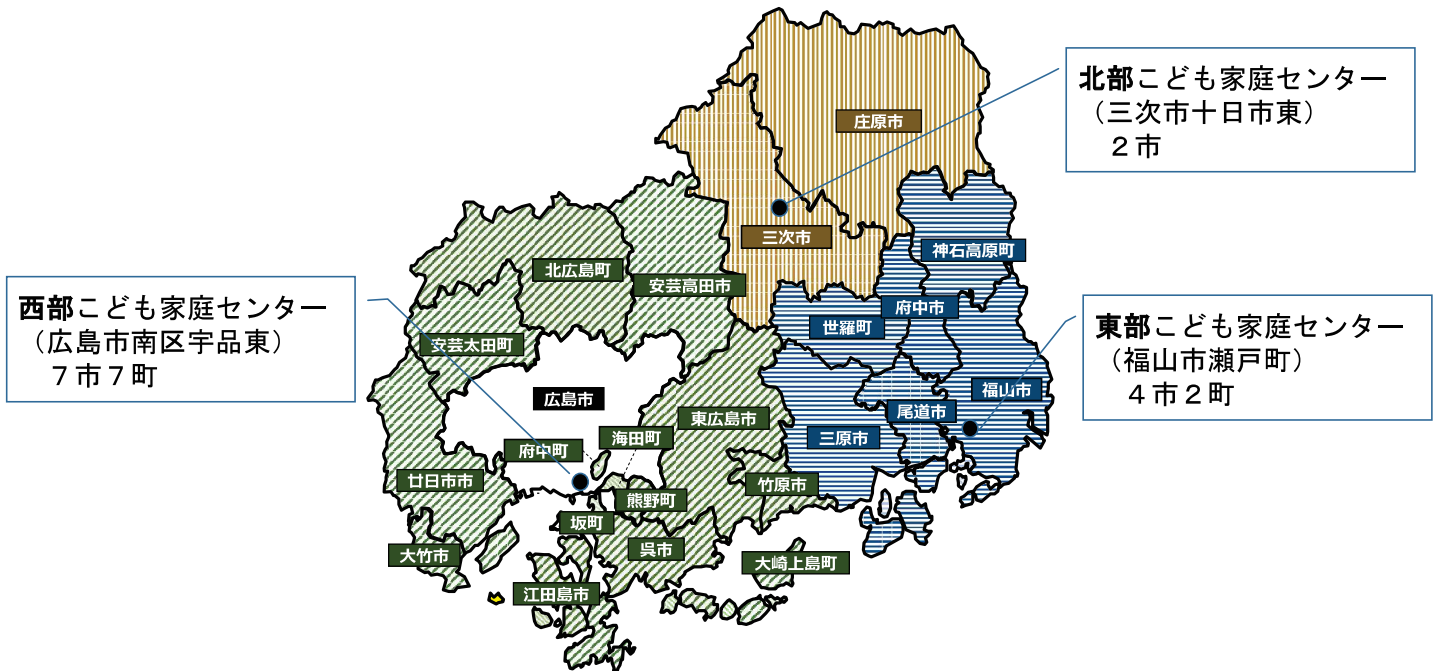 北部こども家庭センター
（三次市十日市東）
２市
庄原市
三次市
神石高原町
北広島町
安芸高田市
府中市
世羅町
西部こども家庭センター
（広島市南区宇品東）
７市７町
東部こども家庭センター
（福山市瀬戸町）
４市２町
安芸太田町
広島市
福山市
尾道市
東広島市
三原市
海田町
府中町
廿日市市
竹原市
熊野町
坂町
呉市
大竹市
大崎上島町
江田島市